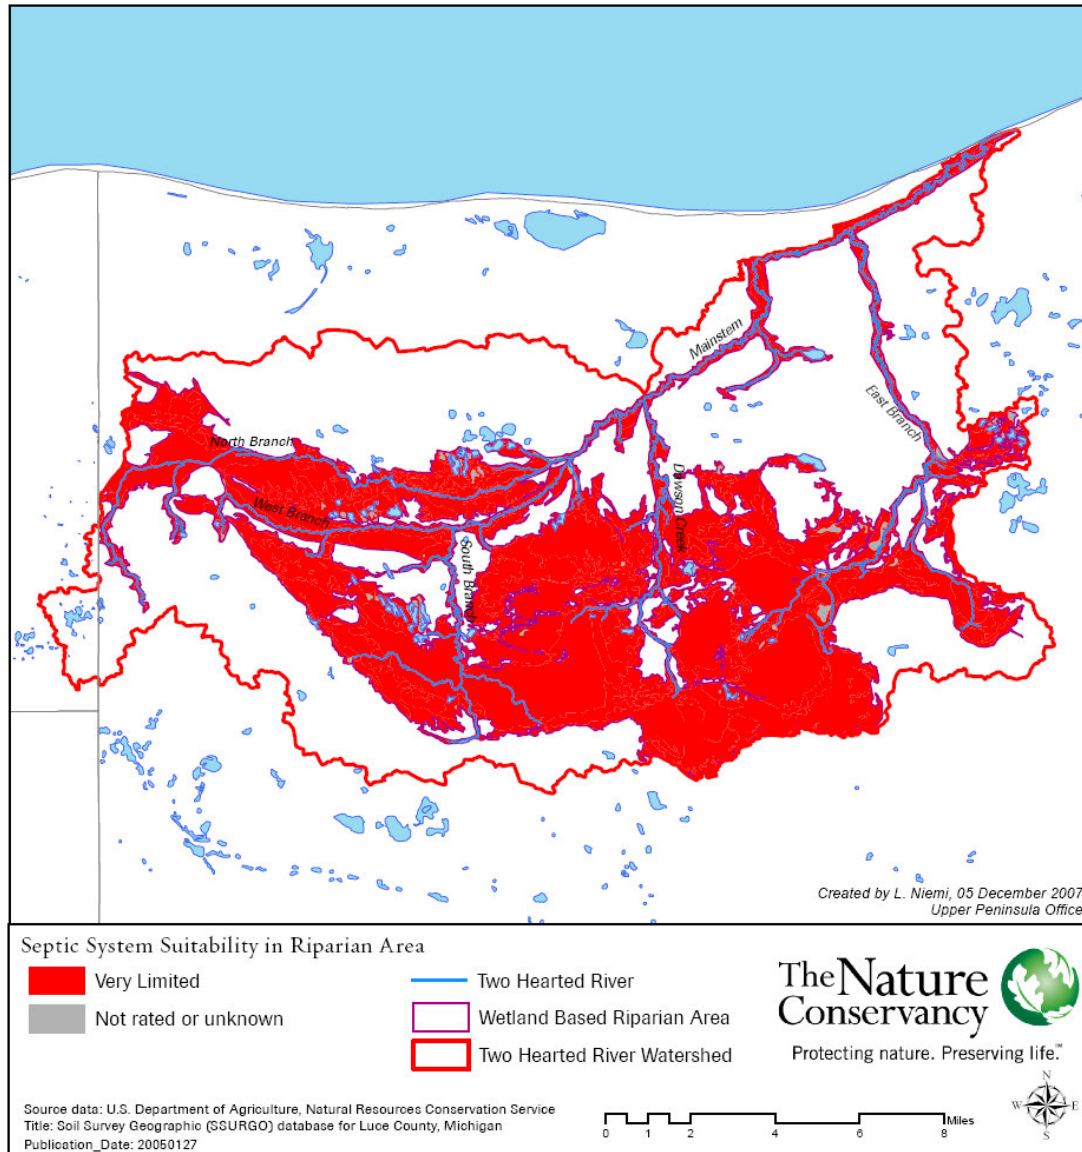 Mainstem
East Branch
North Branch
West Branch
South Branch
Dawson Creek
Created by L. Niemi, 05 December 2007
Upper Peninsula Office
Septic System Suitability in Riparian Area
Very Limited
Not rated or unknown
Two Hearted River
Wetland Based Riparian Area
Two Hearted River Watershed
The Nature
Conservancy
Protecting nature. Preserving life.℠
N
W E
S
Source data: U.S. Department of Agriculture, Natural Resources Conservation Service
Title: Soil Survey Geographic (SSURGO) database for Luce County, Michigan
Publication_Date: 20050127
0 1 2 4 6 8 Miles